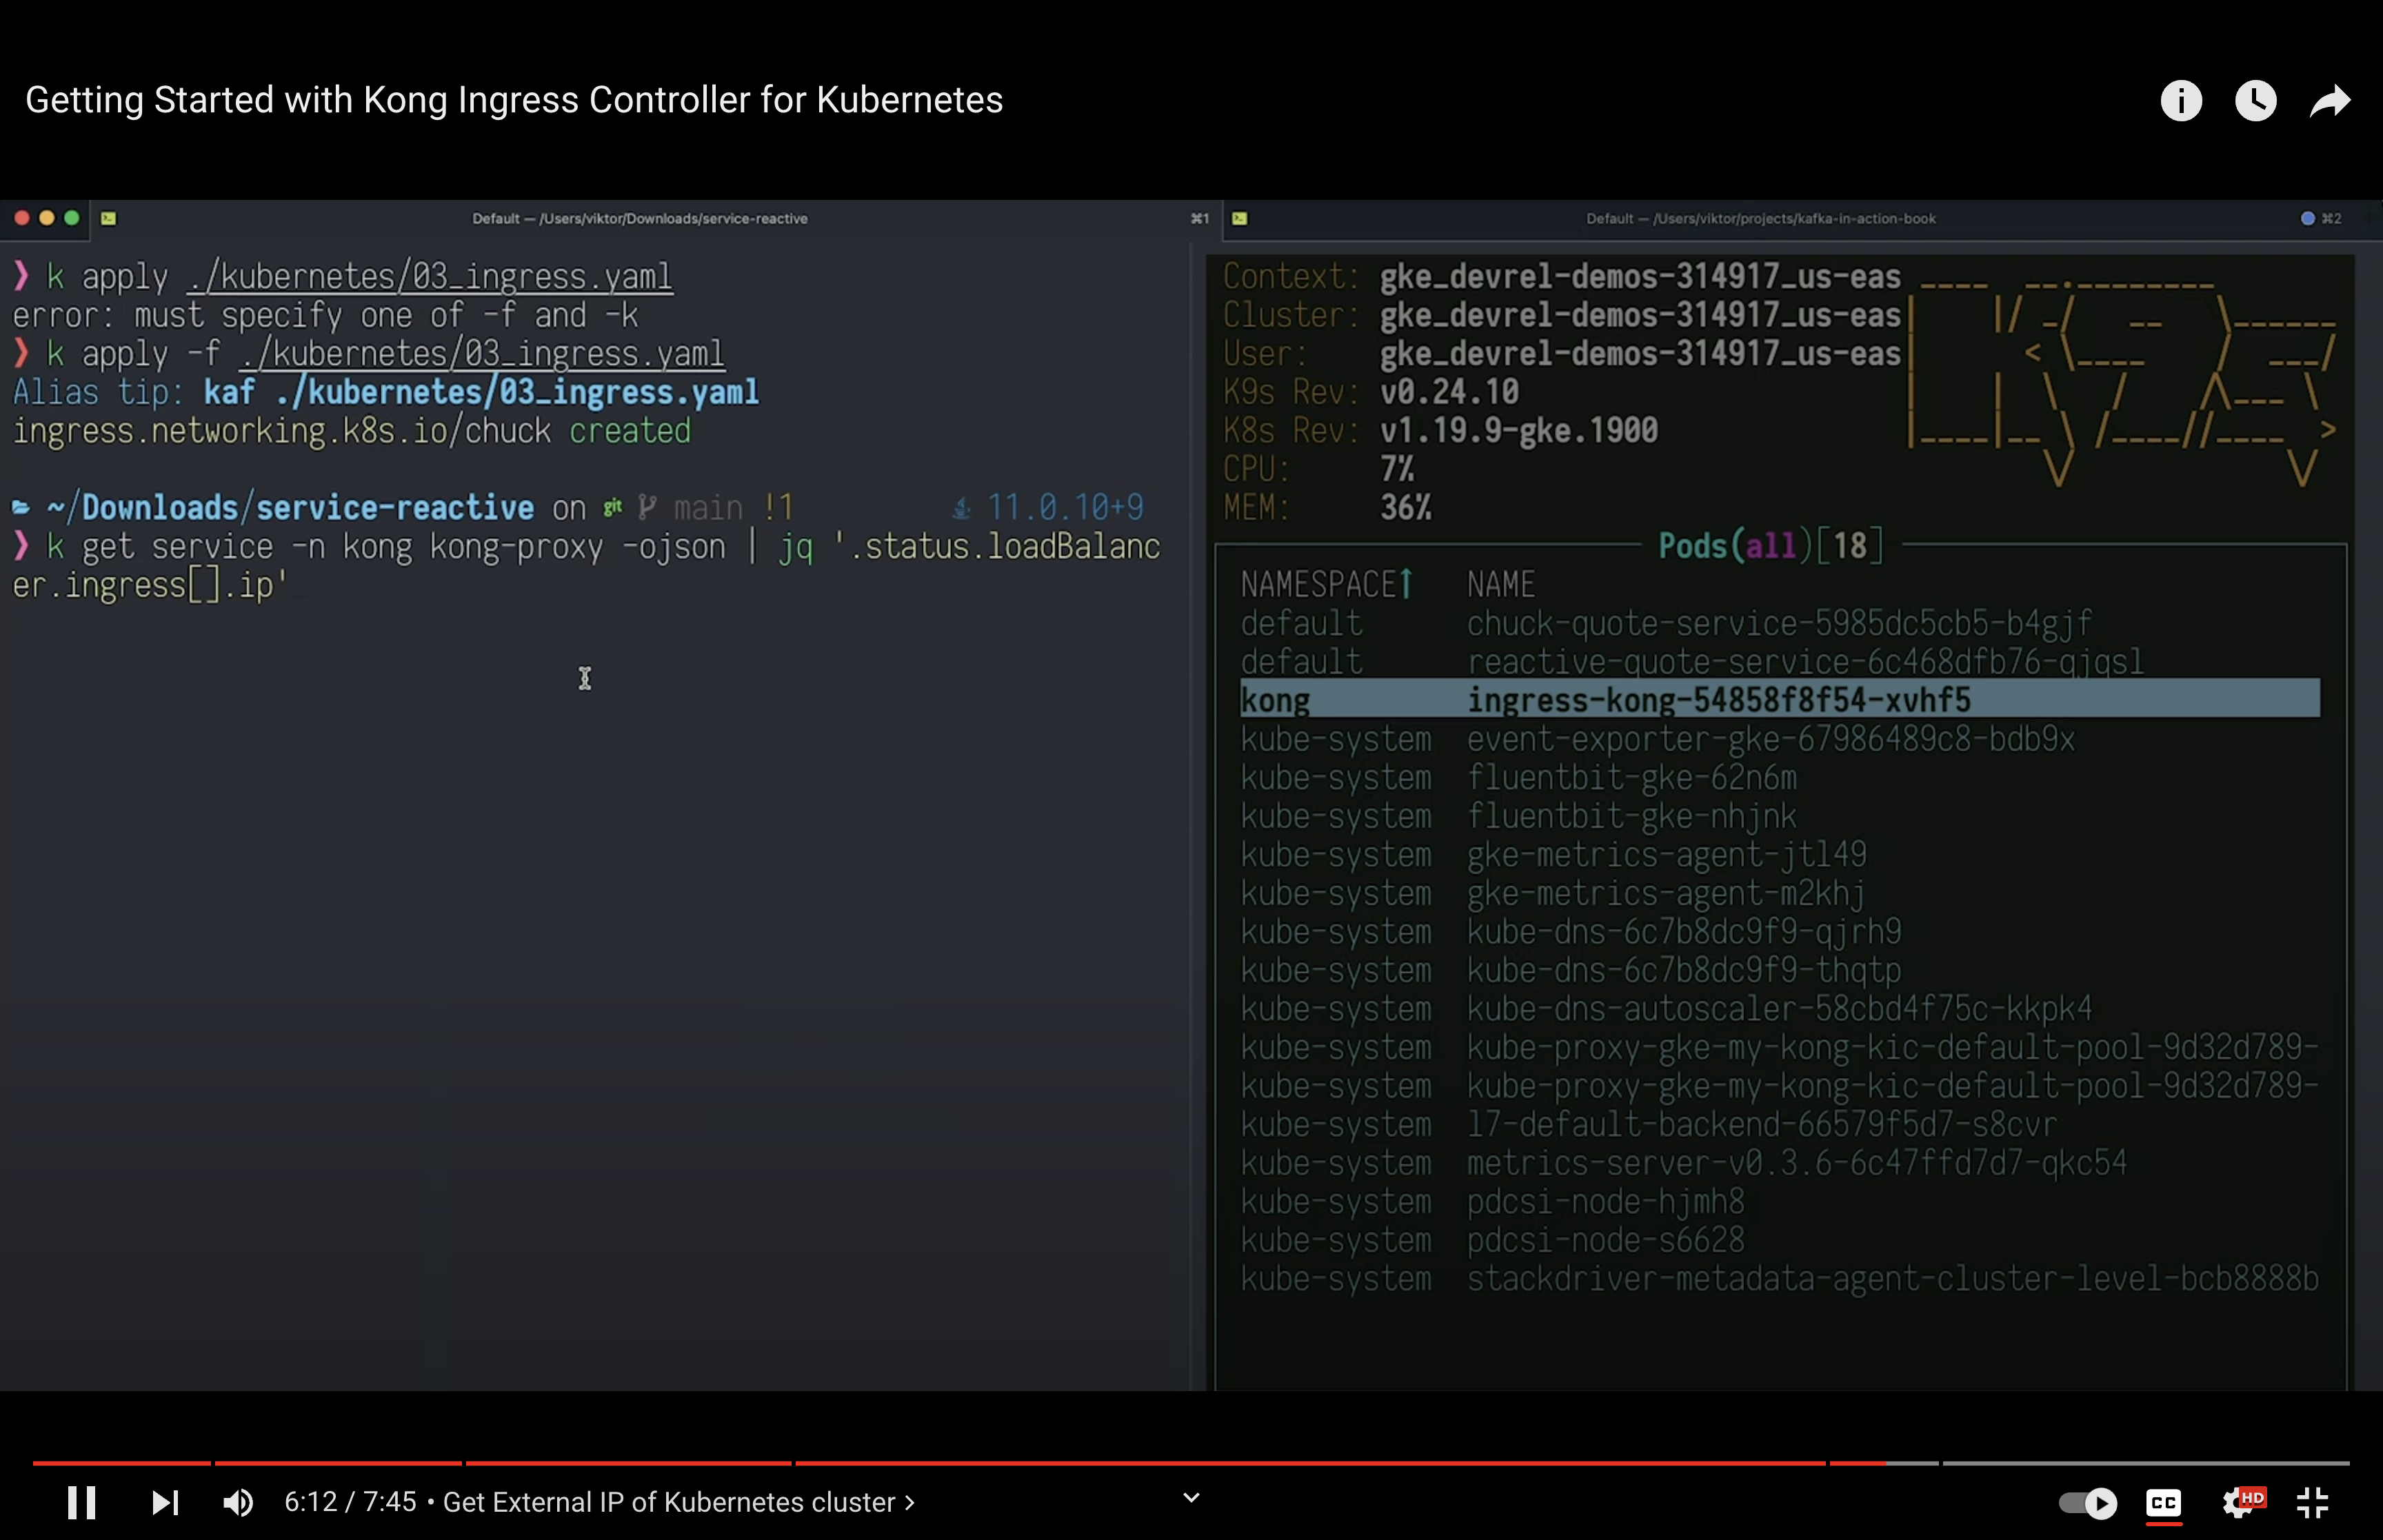 Getting Started with Kong Ingress Controller for Kubernetes
Default — /Users/viktor/Downloads/service-reactive
⌘1
Default — /Users/viktor/projects/kafka-in-action-book
⌘2
❯ k apply ./kubernetes/03_ingress.yaml
error: must specify one of -f and -k
❯ k apply -f ./kubernetes/03_ingress.yaml
Alias tip: kaf ./kubernetes/03_ingress.yaml
ingress.networking.k8s.io/chuck created
~/Downloads/service-reactive on git main !1 11.0.10+9
❯ k get service -n kong kong-proxy -ojson | jq '.status.loadBalanc
er.ingress[].ip'
Context: gke_devrel-demos-314917_us-eas
Cluster: gke_devrel-demos-314917_us-eas
User: gke_devrel-demos-314917_us-eas
K9s Rev: v0.24.10
K8s Rev: v1.19.9-gke.1900
CPU: 7%
MEM: 36%
Pods(all)[18]
NAMESPACE↑ NAME
default chuck-quote-service-5985dc5cb5-b4gjf
default reactive-quote-service-6c468dfb76-qjqsl
kong ingress-kong-54858f8f54-xvhf5
kube-system event-exporter-gke-67986489c8-bdb9x
kube-system fluentbit-gke-62n6m
kube-system fluentbit-gke-nhjnk
kube-system gke-metrics-agent-jtl49
kube-system gke-metrics-agent-m2khj
kube-system kube-dns-6c7b8dc9f9-qjrh9
kube-system kube-dns-6c7b8dc9f9-thqtp
kube-system kube-dns-autoscaler-58cbd4f75c-kkpk4
kube-system kube-proxy-gke-my-kong-kic-default-pool-9d32d789-
kube-system kube-proxy-gke-my-kong-kic-default-pool-9d32d789-
kube-system l7-default-backend-66579f5d7-s8cvr
kube-system metrics-server-v0.3.6-6c47ffd7d7-qkc54
kube-system pdcsi-node-hjmh8
kube-system pdcsi-node-s6628
kube-system stackdriver-metadata-agent-cluster-level-bcb8888b
6:12 / 7:45 • Get External IP of Kubernetes cluster ›
CC
HD